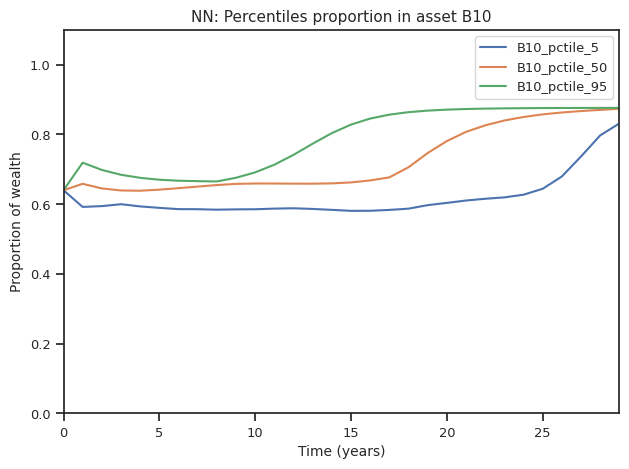 NN: Percentiles proportion in asset B10
B10_pctile_5
B10_pctile_50
B10_pctile_95
Proportion of wealth
1.0
0.8
0.6
0.4
0.2
0.0
0 5 10 15 20 25
Time (years)